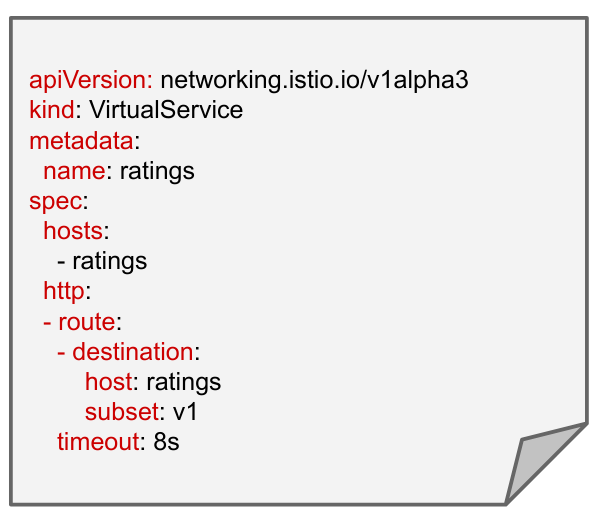 apiVersion: networking.istio.io/v1alpha3
kind: VirtualService
metadata:
  name: ratings
spec:
  hosts:
    - ratings
  http:
  - route:
    - destination:
        host: ratings
        subset: v1
    timeout: 8s